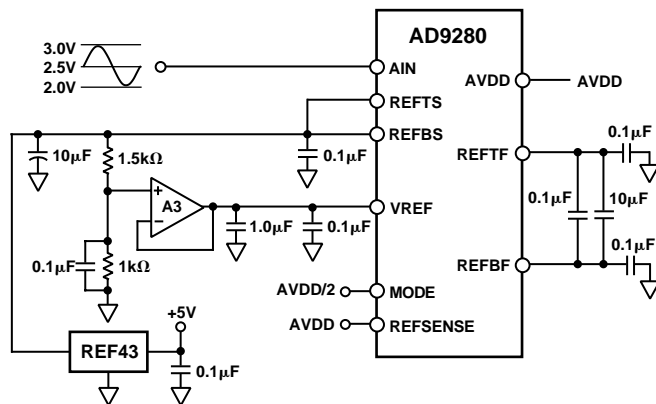 AD9280
3.0V
2.5V
2.0V
AIN
AVDD
AVDD
REFTS
REFBS
10µF
1.5kΩ
0.1µF
REFTF
0.1µF
+
A3
–
VREF
1.0µF
0.1µF
0.1µF
10µF
0.1µF
1kΩ
0.1µF
REFBF
AVDD/2
MODE
+5V
AVDD
REFSENSE
REF43
0.1µF